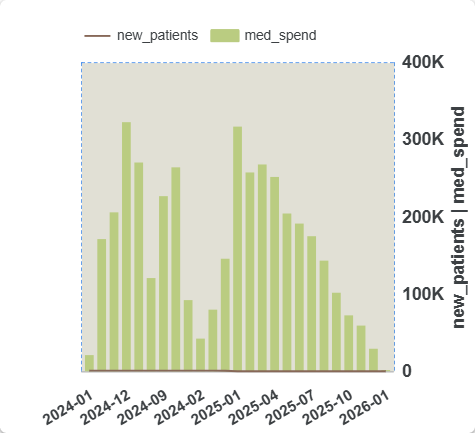 new_patients med_spend
400K
300K
200K
100K
0
new_patients | med_spend
2024-01 2024-12 2024-09 2024-02 2025-01 2025-04 2025-07 2025-10 2026-01